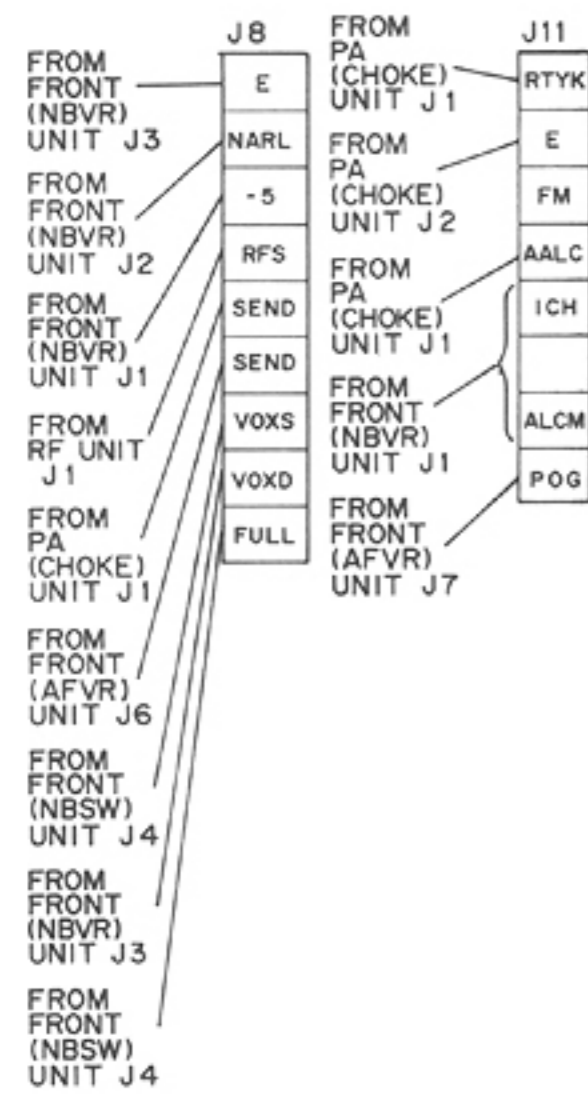 J8
FROM
FRONT
(NBVR)
UNIT J3
FROM
FRONT
(NBVR)
UNIT J2
FROM
FRONT
(NBVR)
UNIT J1
FROM
RF UNIT
J1
FROM
PA
(CHOKE)
UNIT J1
FROM
FRONT
(AFVR)
UNIT J6
FROM
FRONT
(NBSW)
UNIT J4
FROM
FRONT
(NBVR)
UNIT J3
FROM
FRONT
(NBSW)
UNIT J4
E
NARL
-5
RFS
SEND
SEND
VOXS
VOXD
FULL
J11
FROM
PA
(CHOKE)
UNIT J1
FROM
PA
(CHOKE)
UNIT J2
FROM
PA
(CHOKE)
UNIT J1
FROM
FRONT
(NBVR)
UNIT J1
FROM
FRONT
(AFVR)
UNIT J7
RTYK
E
FM
AALC
ICH
ALCM
POG